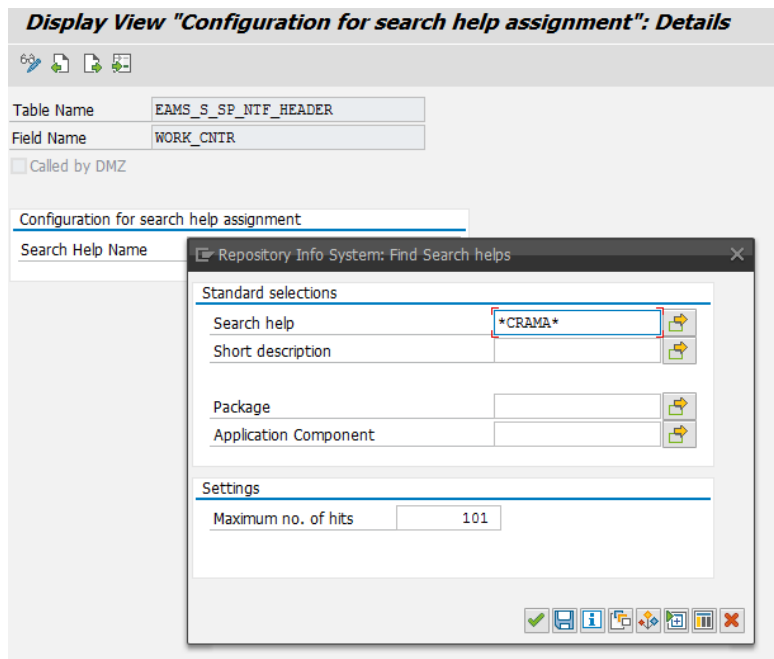 Display View "Configuration for search help assignment": Details
Table Name EAMS_S_SP_NTF_HEADER
Field Name WORK_CNTR
Called by DMZ
Configuration for search help assignment
Search Help Name
Repository Info System: Find Search helps
Standard selections
Search help *CRAMA*
Short description
Package
Application Component
Settings
Maximum no. of hits 101